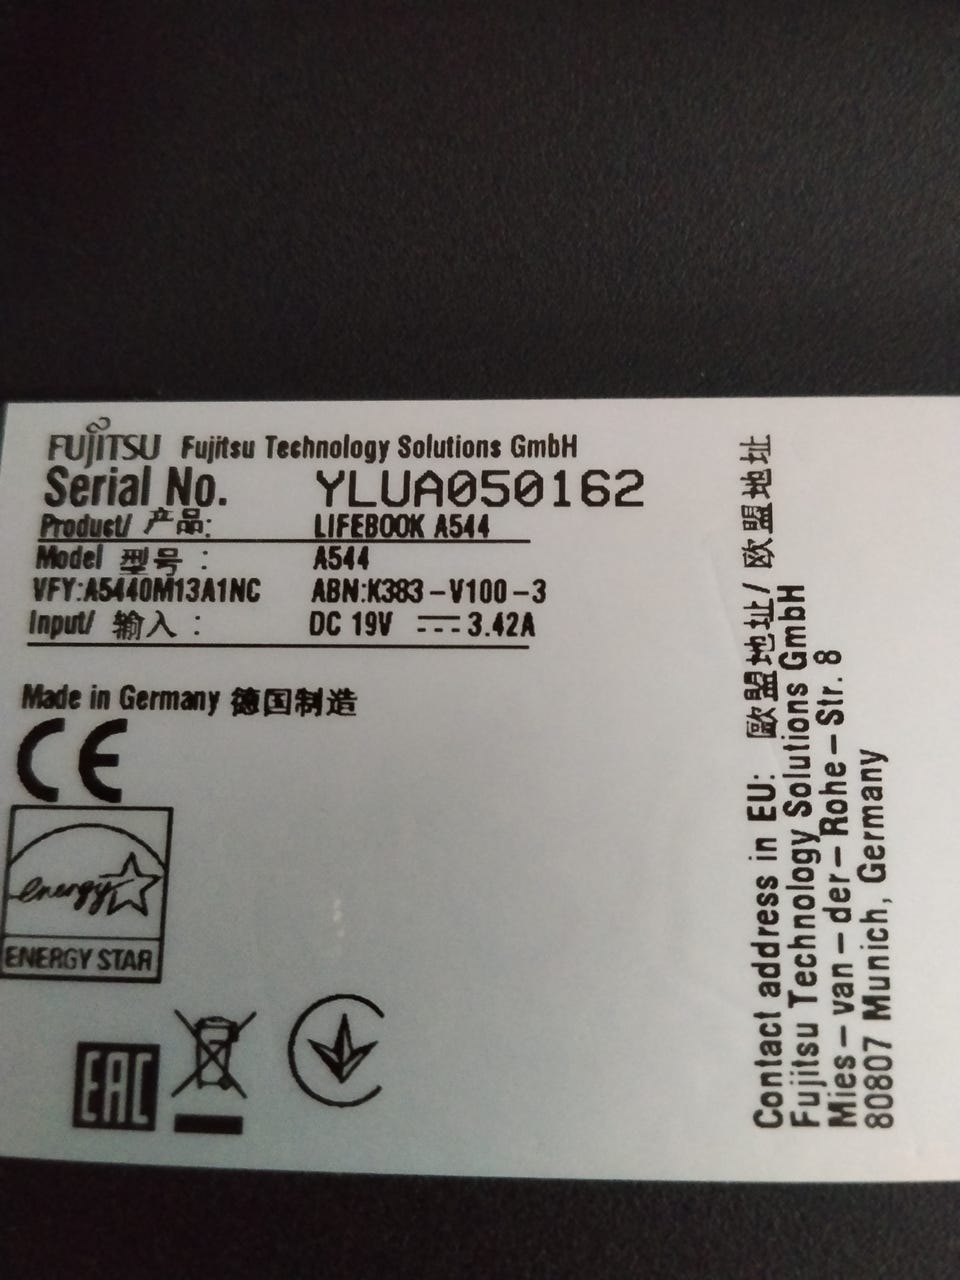 FUJITSU Fujitsu Technology Solutions GmbH
Serial No. YLUA050162
Product/ 产品: LIFEBOOK A544
Model 型号 : A544
VFY:A5440M13A1NC ABN:K383-V100-3
Input/ 输入 : DC 19V ⎓ 3.42A
Made in Germany 德国制造
CE
energy
ENERGY STAR
EAC
Contact address in EU: 歐盟地址/ 欧盟地址
Fujitsu Technology Solutions GmbH
Mies-van-der-Rohe-Str. 8
80807 Munich, Germany